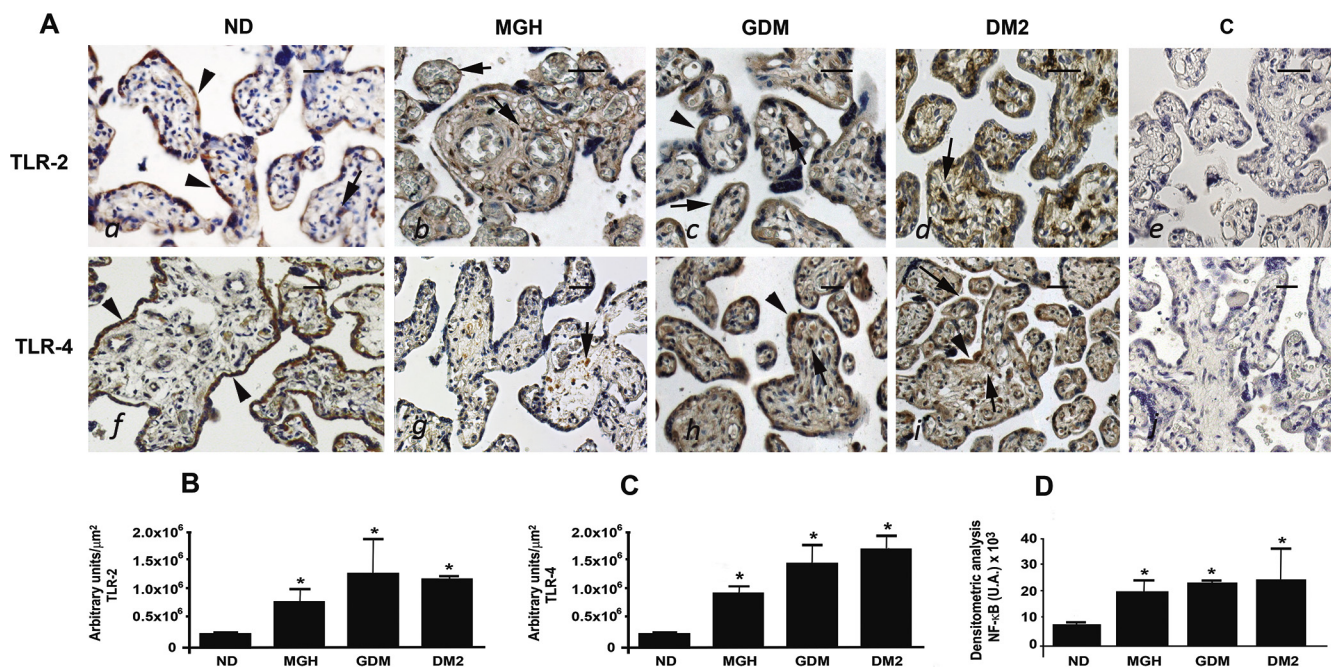 A
ND
MGH
GDM
DM2
C
TLR-2
a
b
c
d
e
TLR-4
f
g
h
i
j
B
Arbitrary units/μm²
TLR-2
2.0x10⁶
1.5x10⁶
1.0x10⁶
0.5x10⁶
0
*
*
*
ND
MGH
GDM
DM2
C
Arbitrary units/μm²
TLR-4
2.0x10⁶
1.5x10⁶
1.0x10⁶
0.5x10⁶
0
*
*
*
ND
MGH
GDM
DM2
D
Densitometric analysis
NF-κB (U.A.) x 10³
40
30
20
10
0
*
*
*
ND
MGH
GDM
DM2